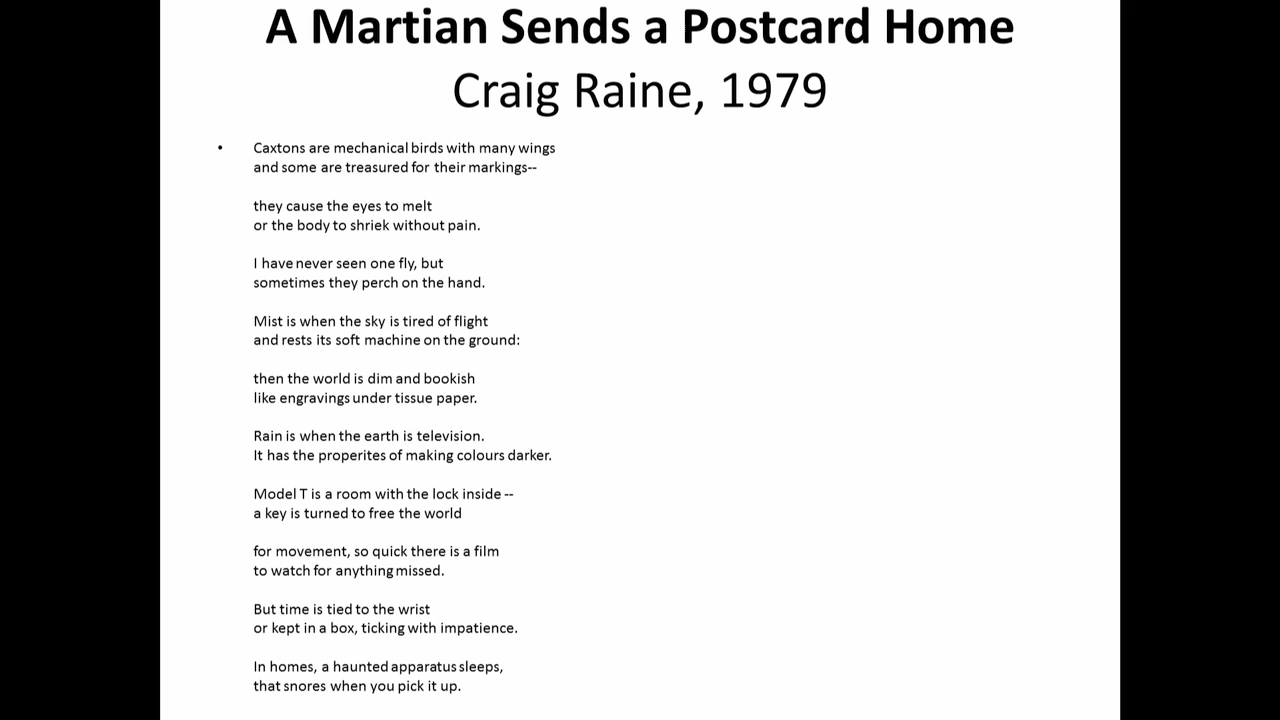 A Martian Sends a Postcard Home
Craig Raine, 1979
• Caxtons are mechanical birds with many wings
and some are treasured for their markings--
they cause the eyes to melt
or the body to shriek without pain.
I have never seen one fly, but
sometimes they perch on the hand.
Mist is when the sky is tired of flight
and rests its soft machine on the ground:
then the world is dim and bookish
like engravings under tissue paper.
Rain is when the earth is television.
It has the properites of making colours darker.
Model T is a room with the lock inside --
a key is turned to free the world
for movement, so quick there is a film
to watch for anything missed.
But time is tied to the wrist
or kept in a box, ticking with impatience.
In homes, a haunted apparatus sleeps,
that snores when you pick it up.